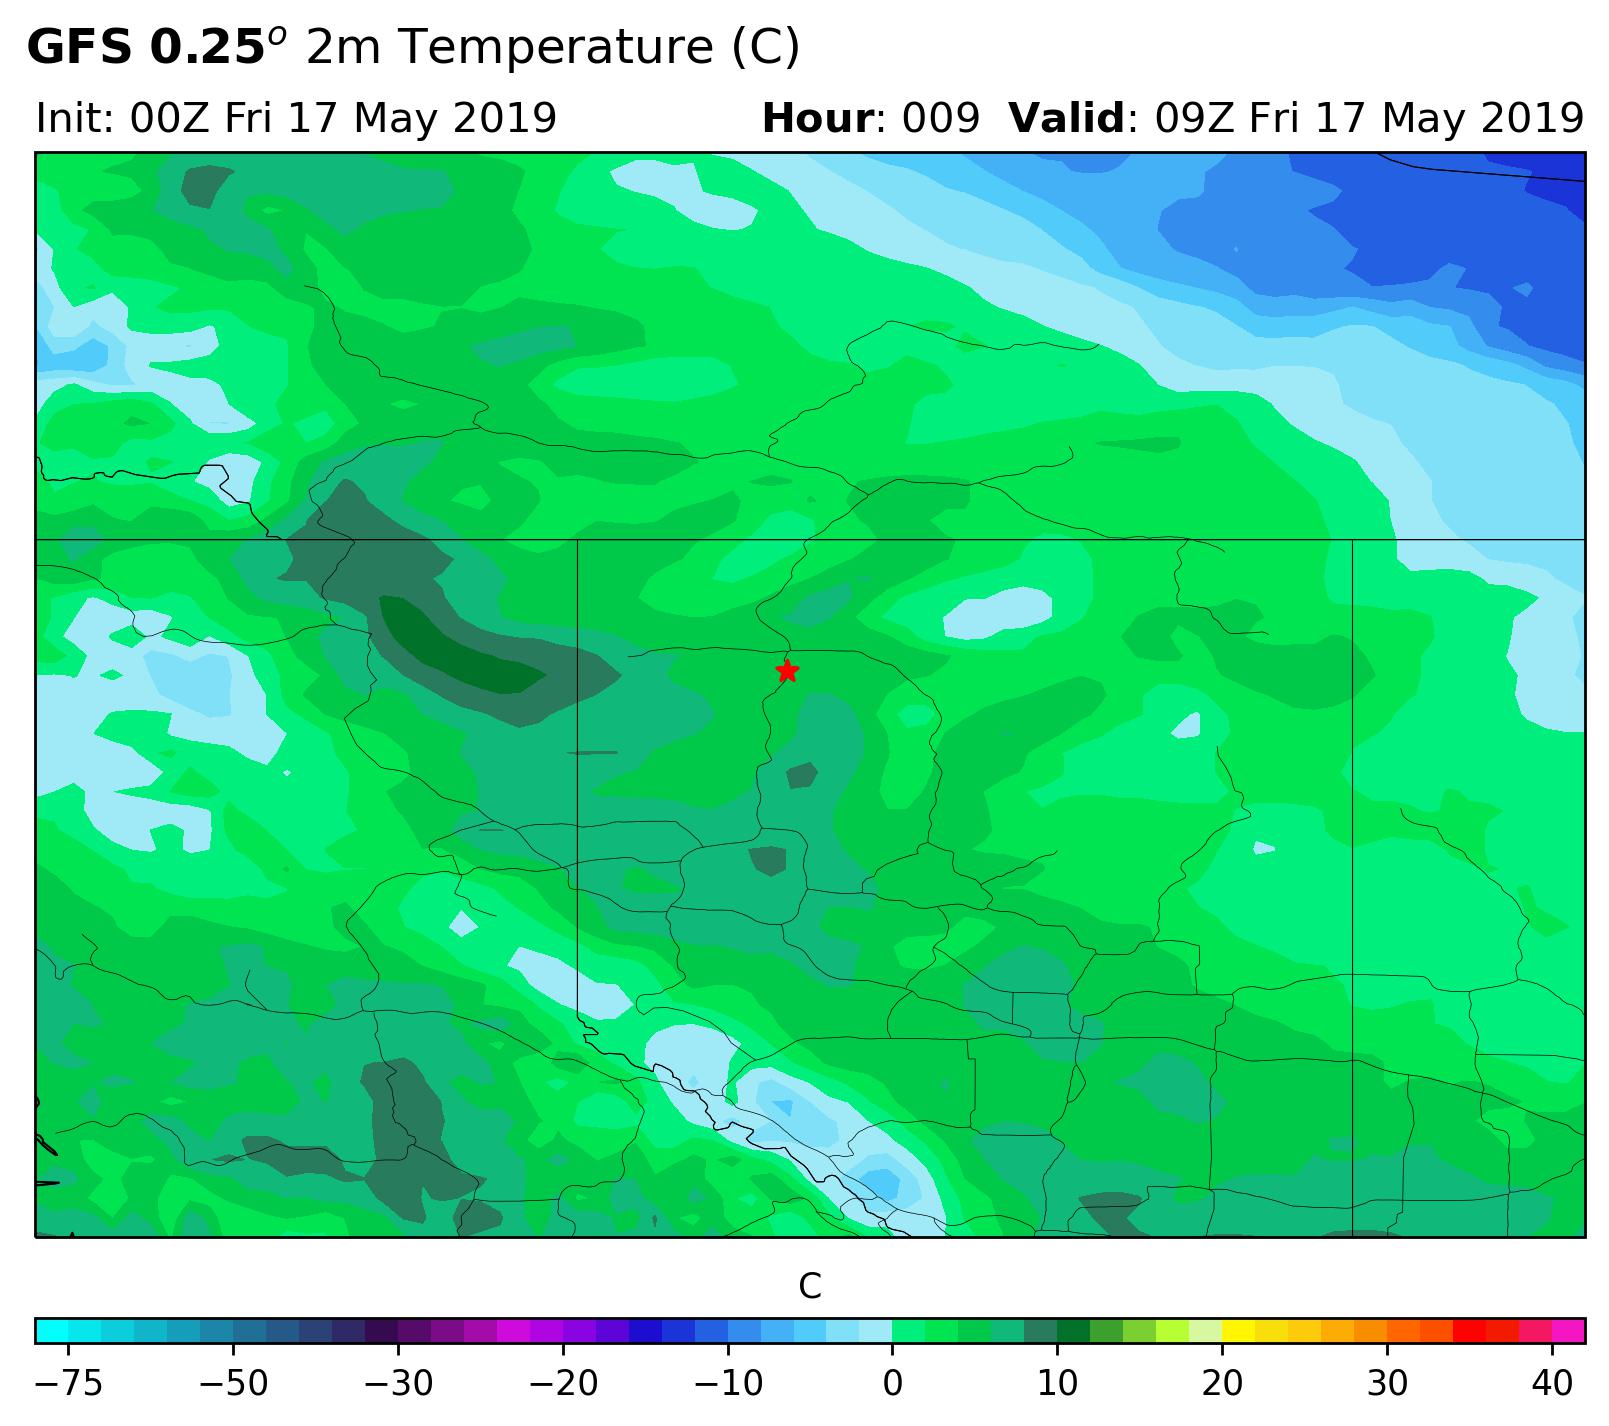 GFS 0.25° 2m Temperature (C)
Init: 00Z Fri 17 May 2019 Hour: 009 Valid: 09Z Fri 17 May 2019
C
−75 −50 −30 −20 −10 0 10 20 30 40